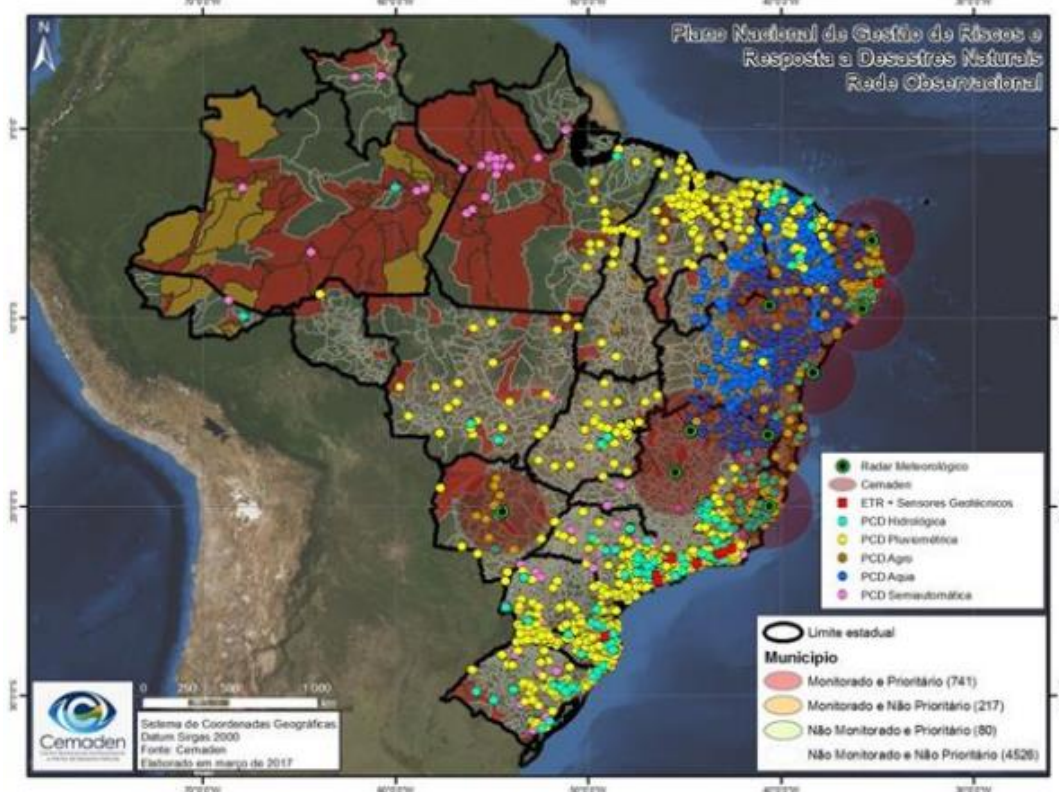 Plano Nacional de Gestão de Riscos e
Resposta a Desastres Naturais
Rede Observacional
N
Radar Meteorológico
Cemaden
ETR + Sensores Geotécnicos
PCD Hidrológica
PCD Pluviométrica
PCD Agro
PCD Aqua
PCD Semiautomática
Limite estadual
Município
Monitorado e Prioritário (741)
Monitorado e Não Prioritário (217)
Não Monitorado e Prioritário (80)
Não Monitorado e Não Prioritário (4526)
0 250 500 1 000
Cemaden
Sistema de Coordenadas Geográficas
Datum Sirgas 2000
Fonte: Cemaden
Elaborado em março de 2017